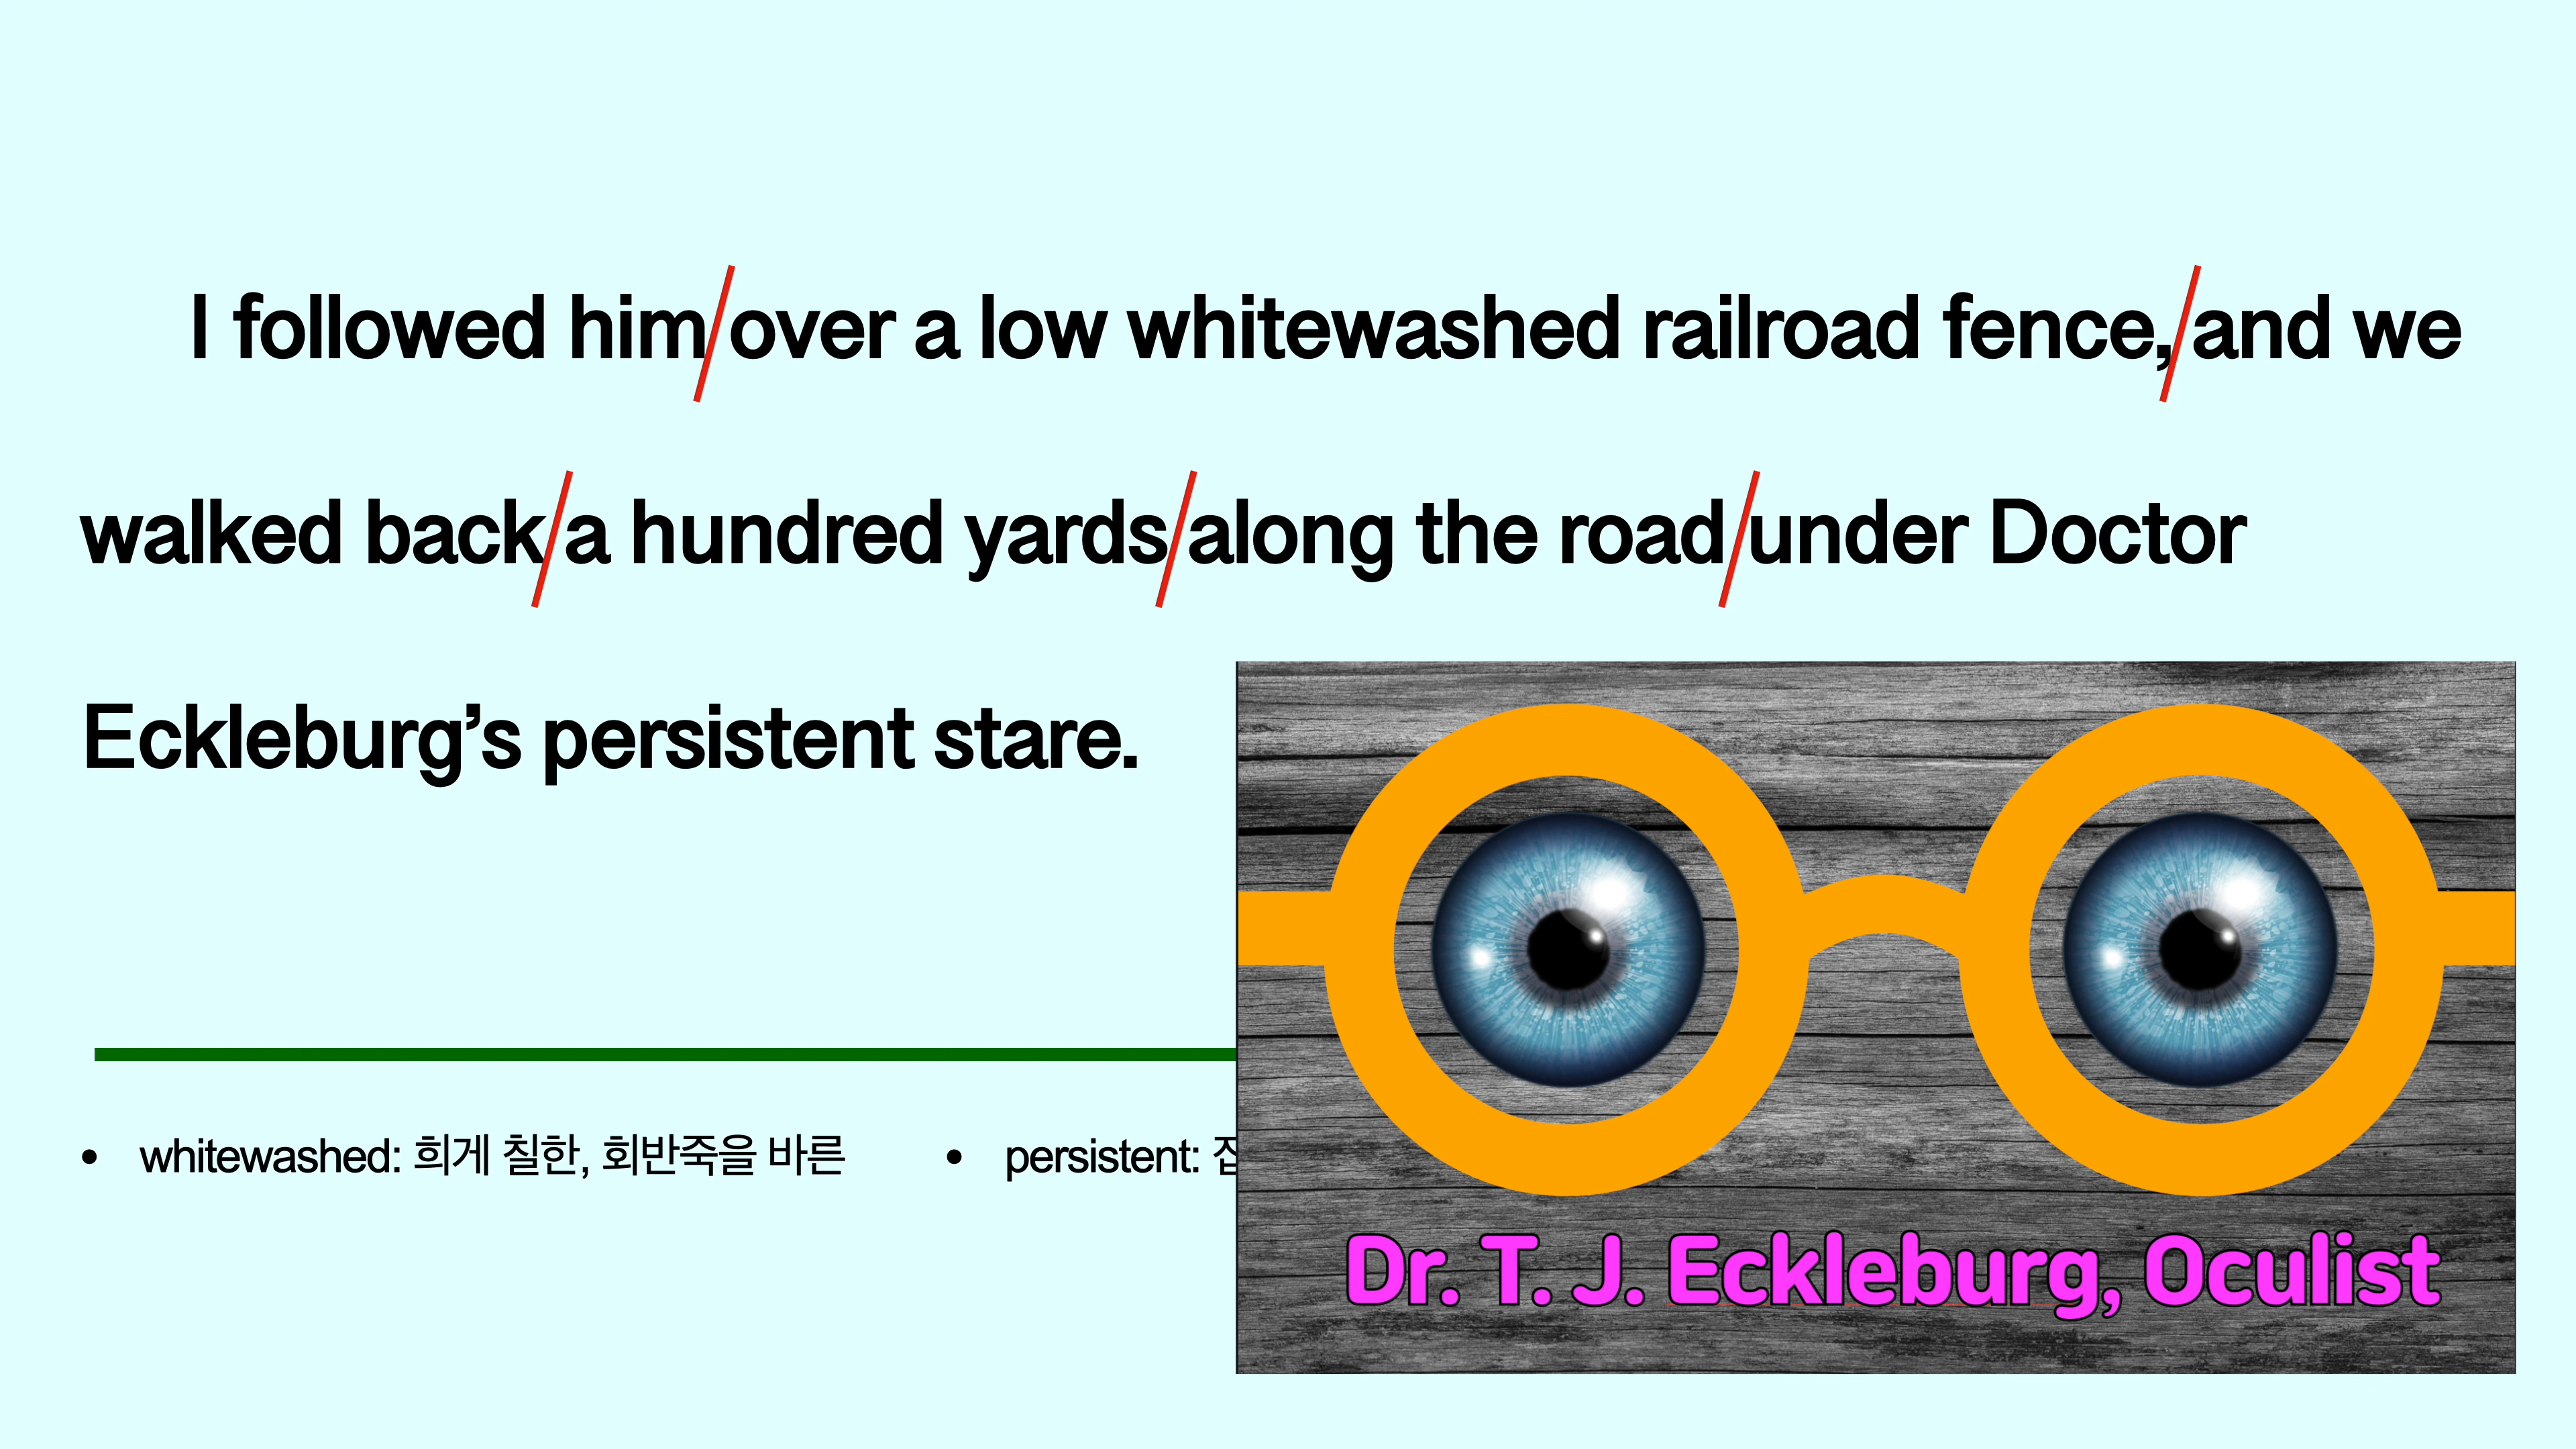 I followed him over a low whitewashed railroad fence, and we
walked back a hundred yards along the road under Doctor
Eckleburg’s persistent stare.
• whitewashed: 희게 칠한, 회반죽을 바른
• persistent:
Dr. T. J. Eckleburg, Oculist